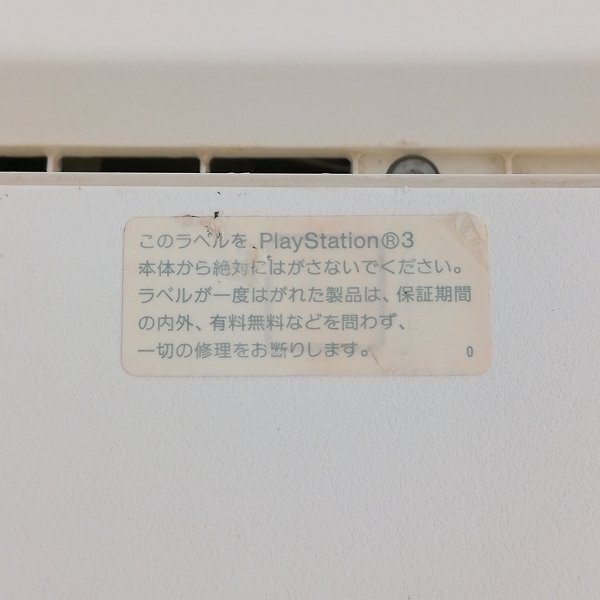 このラベルを PlayStation®3
本体から絶対にはがさないでください。
ラベルが一度はがれた製品は、保証期間
の内外、有料無料などを問わず、
一切の修理をお断りします。 0